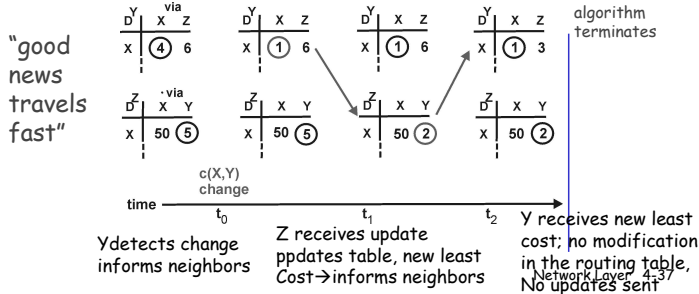 "good
news
travels
fast"
via
D Y X Z
X 4 6
D Y X Z
X 1 6
D Y X Z
X 1 6
D Y X Z
X 1 3
algorithm
terminates
via
D Z X Y
X 50 5
D Z X Y
X 50 5
D Z X Y
X 50 2
D Z X Y
X 50 2
c(X,Y)
change
time
t0
t1
t2
Ydetects change
informs neighbors
Z receives update
ppdates table, new least
Cost→informs neighbors
Y receives new least
cost; no modification
in the routing table,
No updates sent
Network Layer 4-37